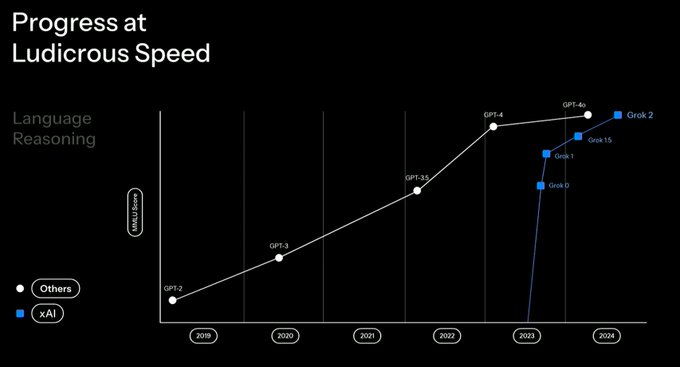 Progress at
Ludicrous Speed
Language
Reasoning
MMLU Score
GPT-2
GPT-3
GPT-3.5
GPT-4
GPT-4o
Grok 0
Grok 1
Grok 1.5
Grok 2
Others
xAI
2019
2020
2021
2022
2023
2024